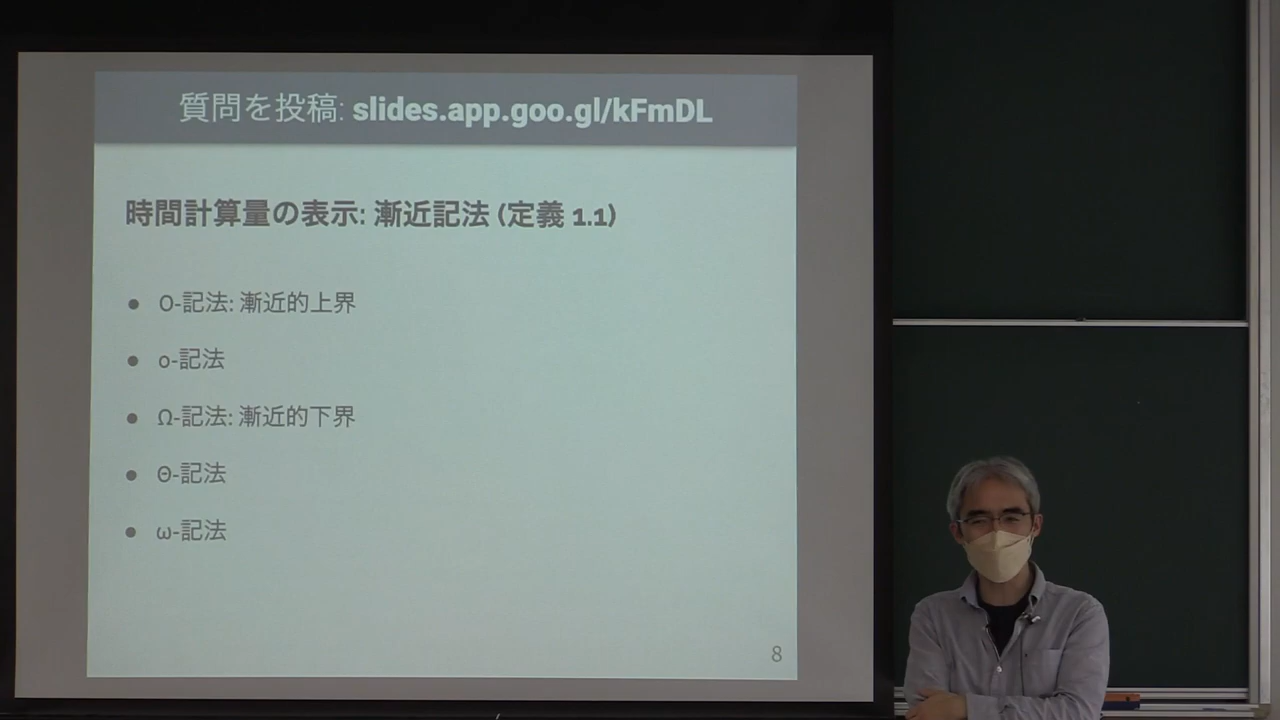 質問を投稿: slides.app.goo.gl/kFmDL
時間計算量の表示: 漸近記法 (定義 1.1)
● O-記法: 漸近的上界
● o-記法
● Ω-記法: 漸近的下界
● Θ-記法
● ω-記法
8